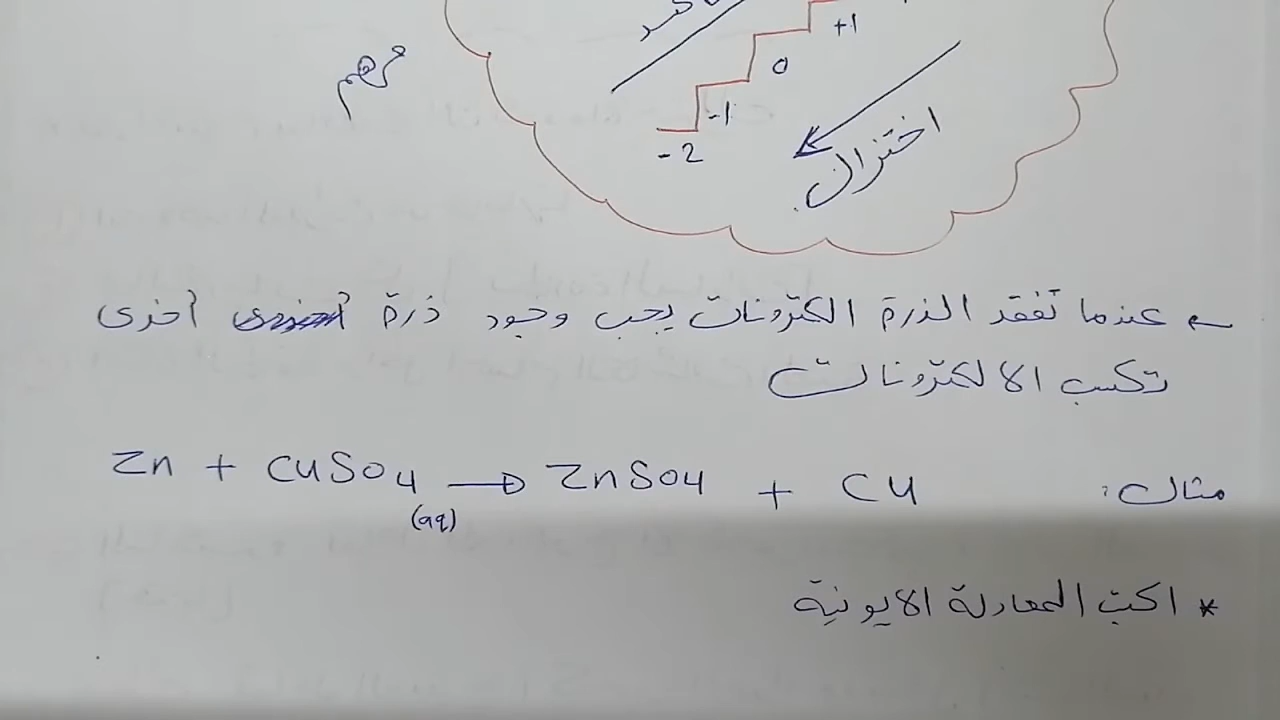 +1
0
-1
-2
اختزال
مهم
عندما تفقد الذرة الكترونات يجب وجود ذرة أخرى
تكسب الالكترونات
مثال:
Zn + CuSO4 (aq) → ZnSO4 + Cu
* اكتب المعادلة الايونية